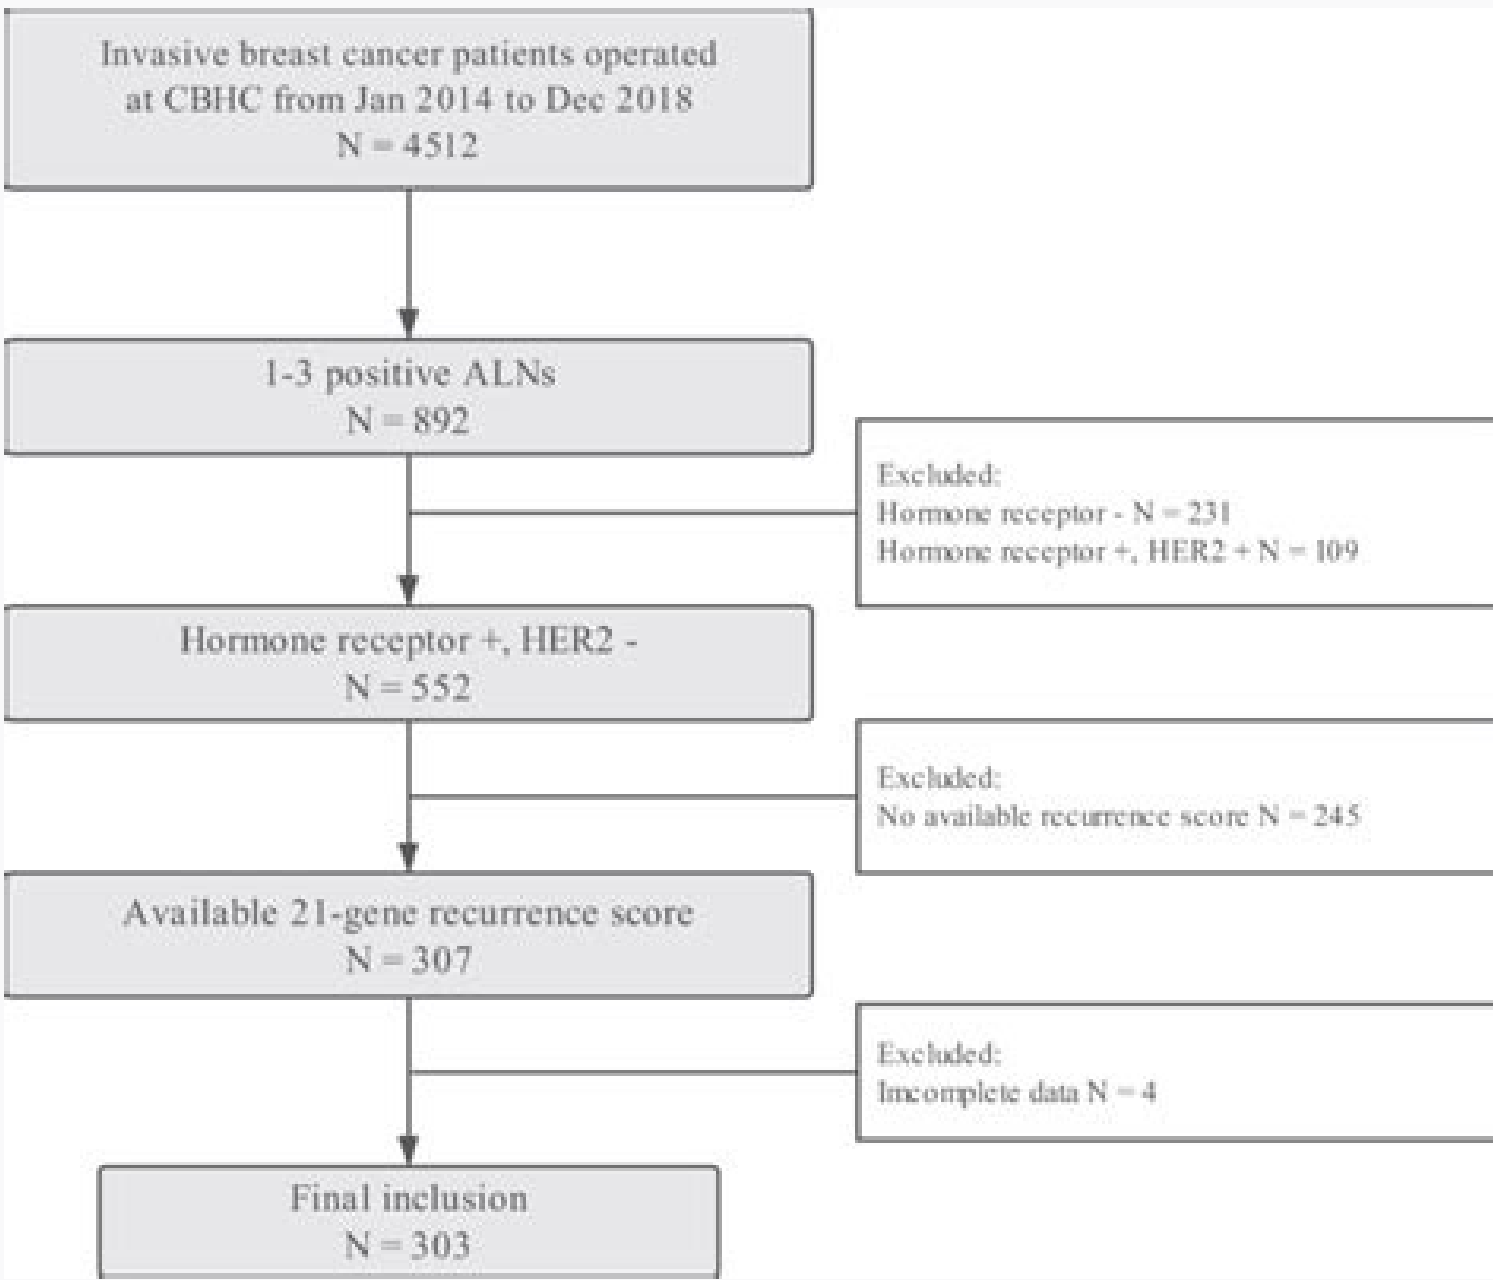 Invasive breast cancer patients operated
at CBHC from Jan 2014 to Dec 2018
N = 4512
1-3 positive ALNs
N = 892
Excluded:
Hormone receptor - N = 231
Hormone receptor +, HER2 + N = 109
Hormone receptor +, HER2 -
N = 552
Excluded:
No available recurrence score N = 245
Available 21-gene recurrence score
N = 307
Excluded:
Imcomplete data N = 4
Final inclusion
N = 303